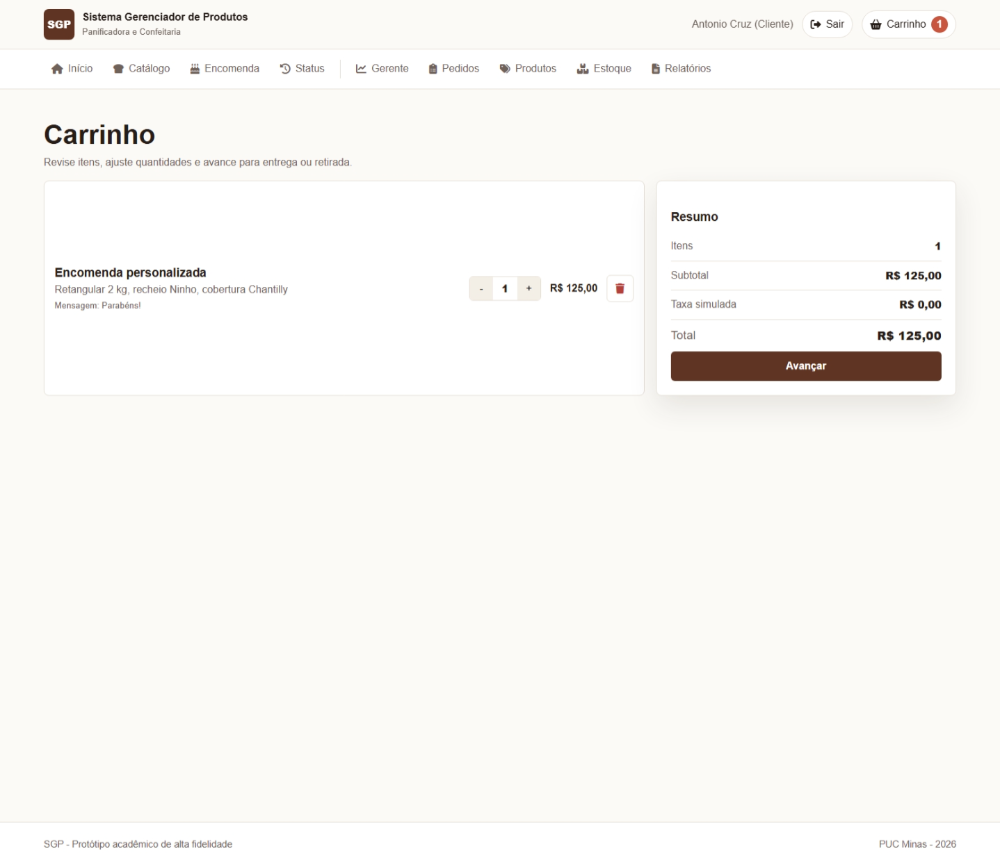 SGP
Sistema Gerenciador de Produtos
Panificadora e Confeitaria
Antonio Cruz (Cliente)
Sair
Carrinho 1
Início
Catálogo
Encomenda
Status
Gerente
Pedidos
Produtos
Estoque
Relatórios
Carrinho
Revise itens, ajuste quantidades e avance para entrega ou retirada.
Encomenda personalizada
Retangular 2 kg, recheio Ninho, cobertura Chantilly
Mensagem: Parabéns!
- 1 +
R$ 125,00
Resumo
Itens 1
Subtotal R$ 125,00
Taxa simulada R$ 0,00
Total R$ 125,00
Avançar
SGP - Protótipo acadêmico de alta fidelidade
PUC Minas - 2026